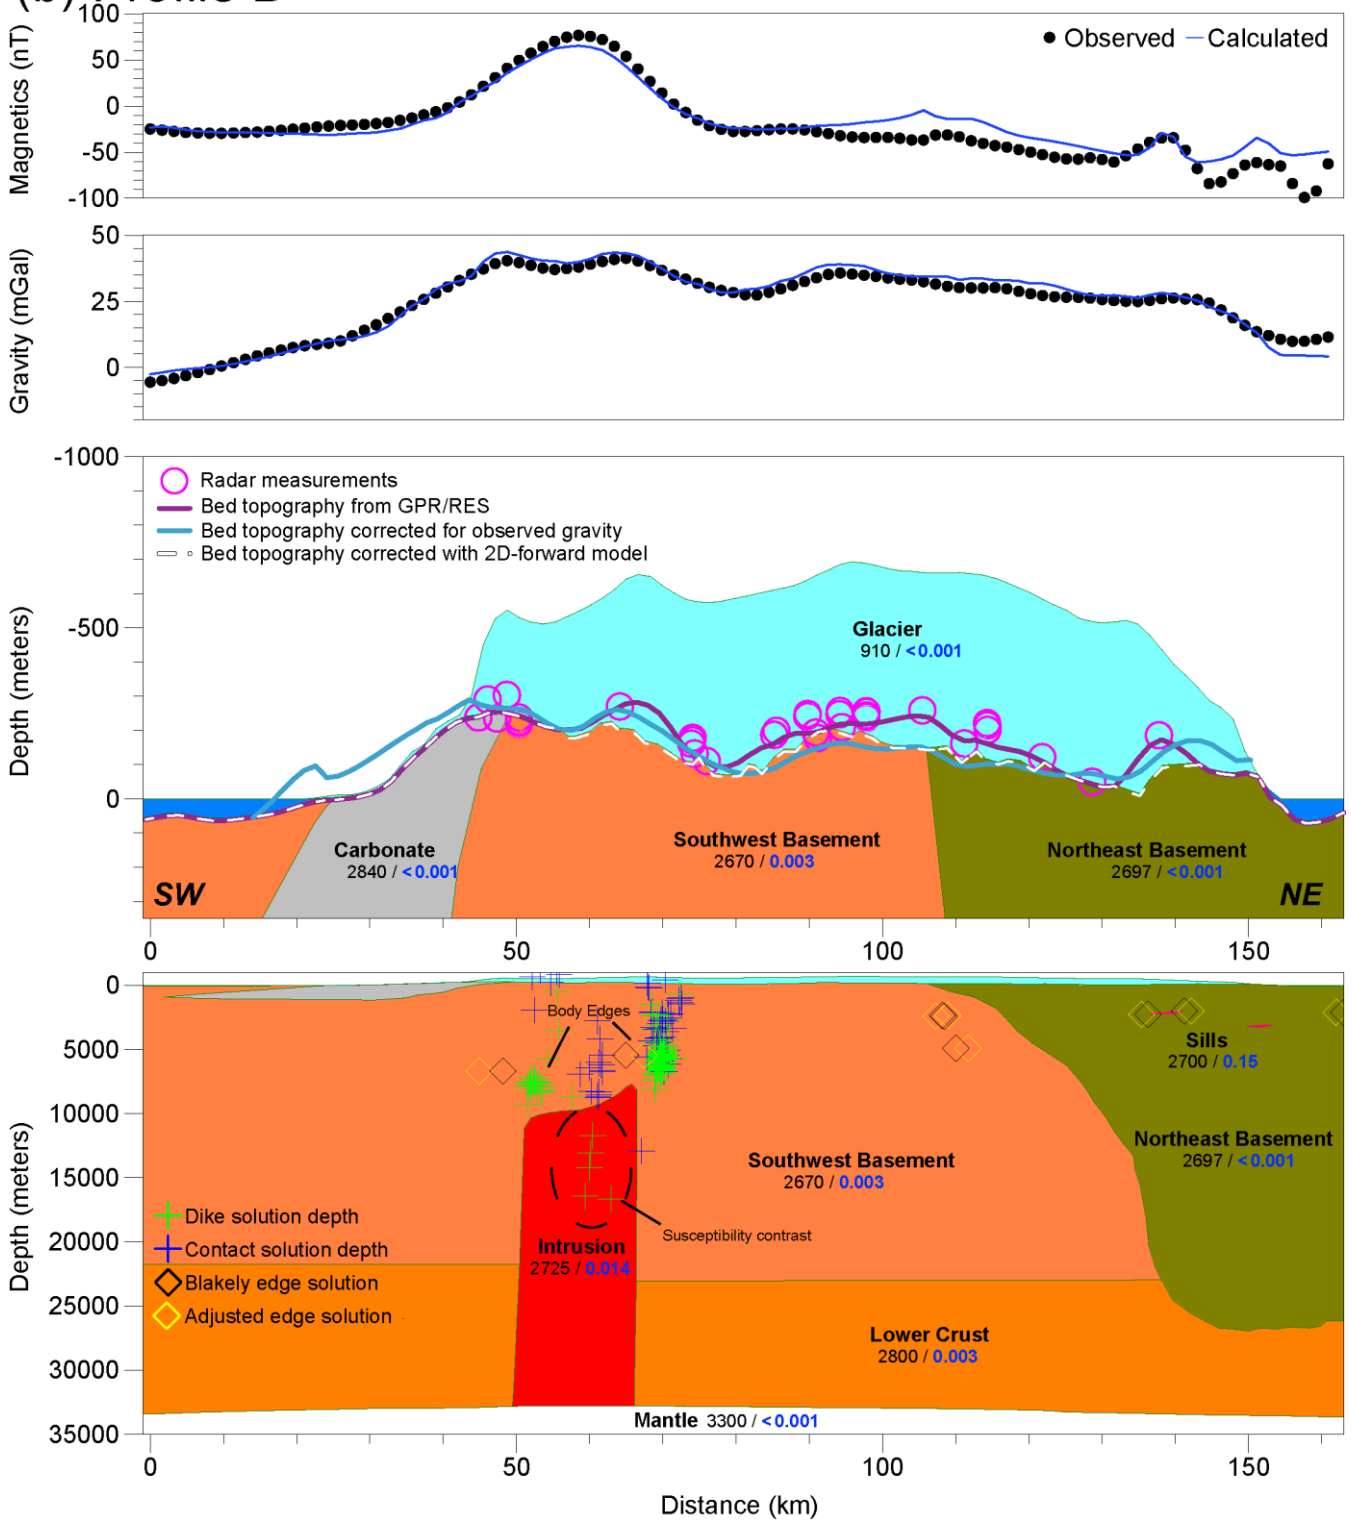 100
Magnetics (nT)
50
0
-50
-100
Observed
Calculated
50
Gravity (mGal)
25
0
-1000
Radar measurements
Bed topography from GPR/RES
Bed topography corrected for observed gravity
Bed topography corrected with 2D-forward model
Depth (meters)
-500
0
Glacier
910 / <0.001
Carbonate
2840 / <0.001
Southwest Basement
2670 / 0.003
Northeast Basement
2697 / <0.001
SW
NE
0 50 100 150
0
5000
10000
15000
20000
25000
30000
35000
Depth (meters)
Body Edges
Sills
2700 / 0.15
Northeast Basement
2697 / <0.001
Southwest Basement
2670 / 0.003
Susceptibility contrast
Dike solution depth
Contact solution depth
Blakely edge solution
Adjusted edge solution
Intrusion
2725 / 0.014
Lower Crust
2800 / 0.003
Mantle 3300 / <0.001
0 50 100 150
Distance (km)